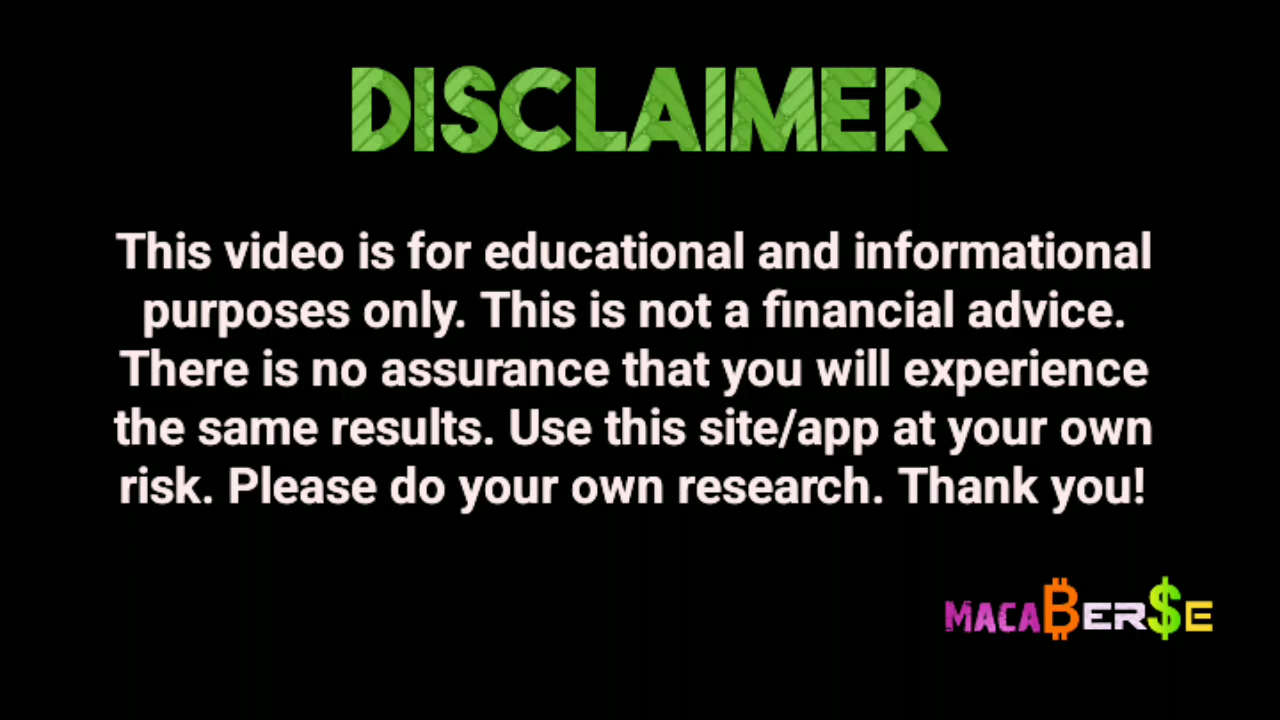 DISCLAIMER
This video is for educational and informational
purposes only. This is not a financial advice.
There is no assurance that you will experience
the same results. Use this site/app at your own
risk. Please do your own research. Thank you!
MACABER$E